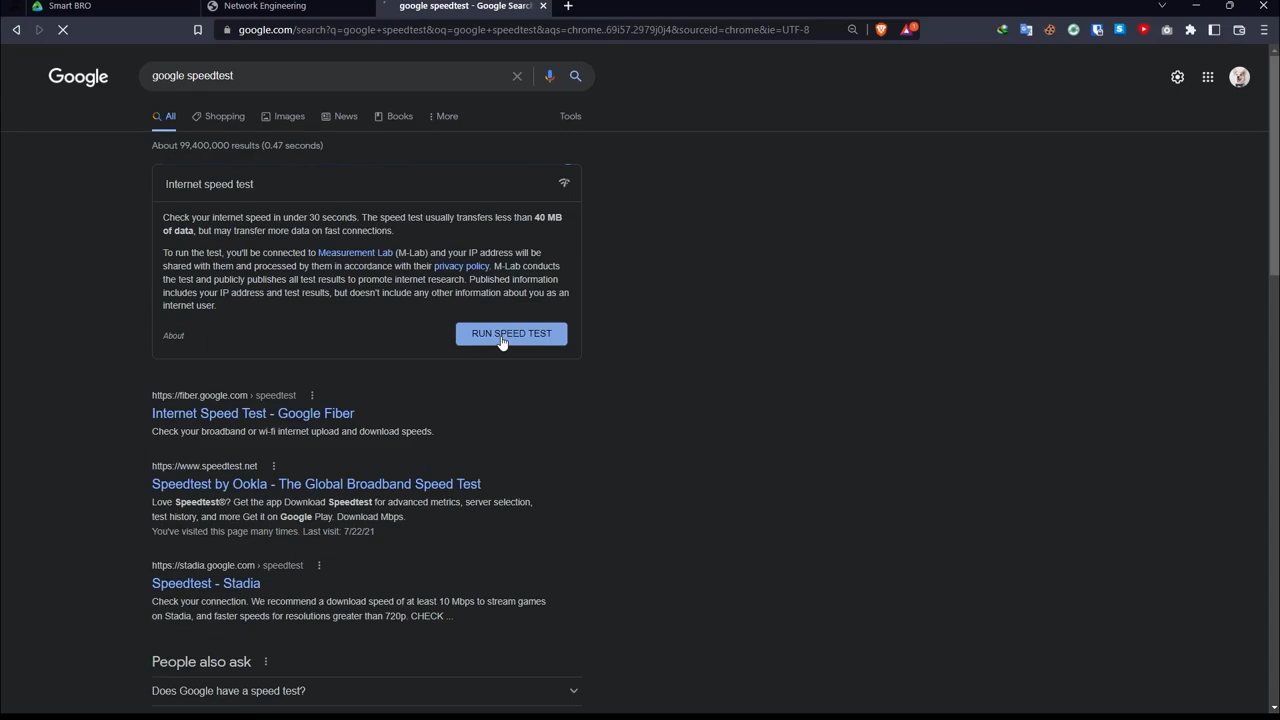 Smart BRO
Network Engineering
google speedtest - Google Search
google.com/search?q=google+speedtest&oq=google+speedtest&aqs=chrome..69i57.2979j0j4&sourceid=chrome&ie=UTF-8
Google
google speedtest
All
Shopping
Images
News
Books
More
Tools
About 99,400,000 results (0.47 seconds)
Internet speed test
Check your internet speed in under 30 seconds. The speed test usually transfers less than 40 MB
of data, but may transfer more data on fast connections.
To run the test, you'll be connected to Measurement Lab (M-Lab) and your IP address will be
shared with them and processed by them in accordance with their privacy policy. M-Lab conducts
the test and publicly publishes all test results to promote internet research. Published information
includes your IP address and test results, but doesn't include any other information about you as an
internet user.
About
RUN SPEED TEST
https://fiber.google.com › speedtest
Internet Speed Test - Google Fiber
Check your broadband or wi-fi internet upload and download speeds.
https://www.speedtest.net
Speedtest by Ookla - The Global Broadband Speed Test
Love Speedtest®? Get the app Download Speedtest for advanced metrics, server selection,
test history, and more Get it on Google Play. Download Mbps.
You've visited this page many times. Last visit: 7/22/21
https://stadia.google.com › speedtest
Speedtest - Stadia
Check your connection. We recommend a download speed of at least 10 Mbps to stream games
on Stadia, and faster speeds for resolutions greater than 720p. CHECK ...
People also ask
Does Google have a speed test?